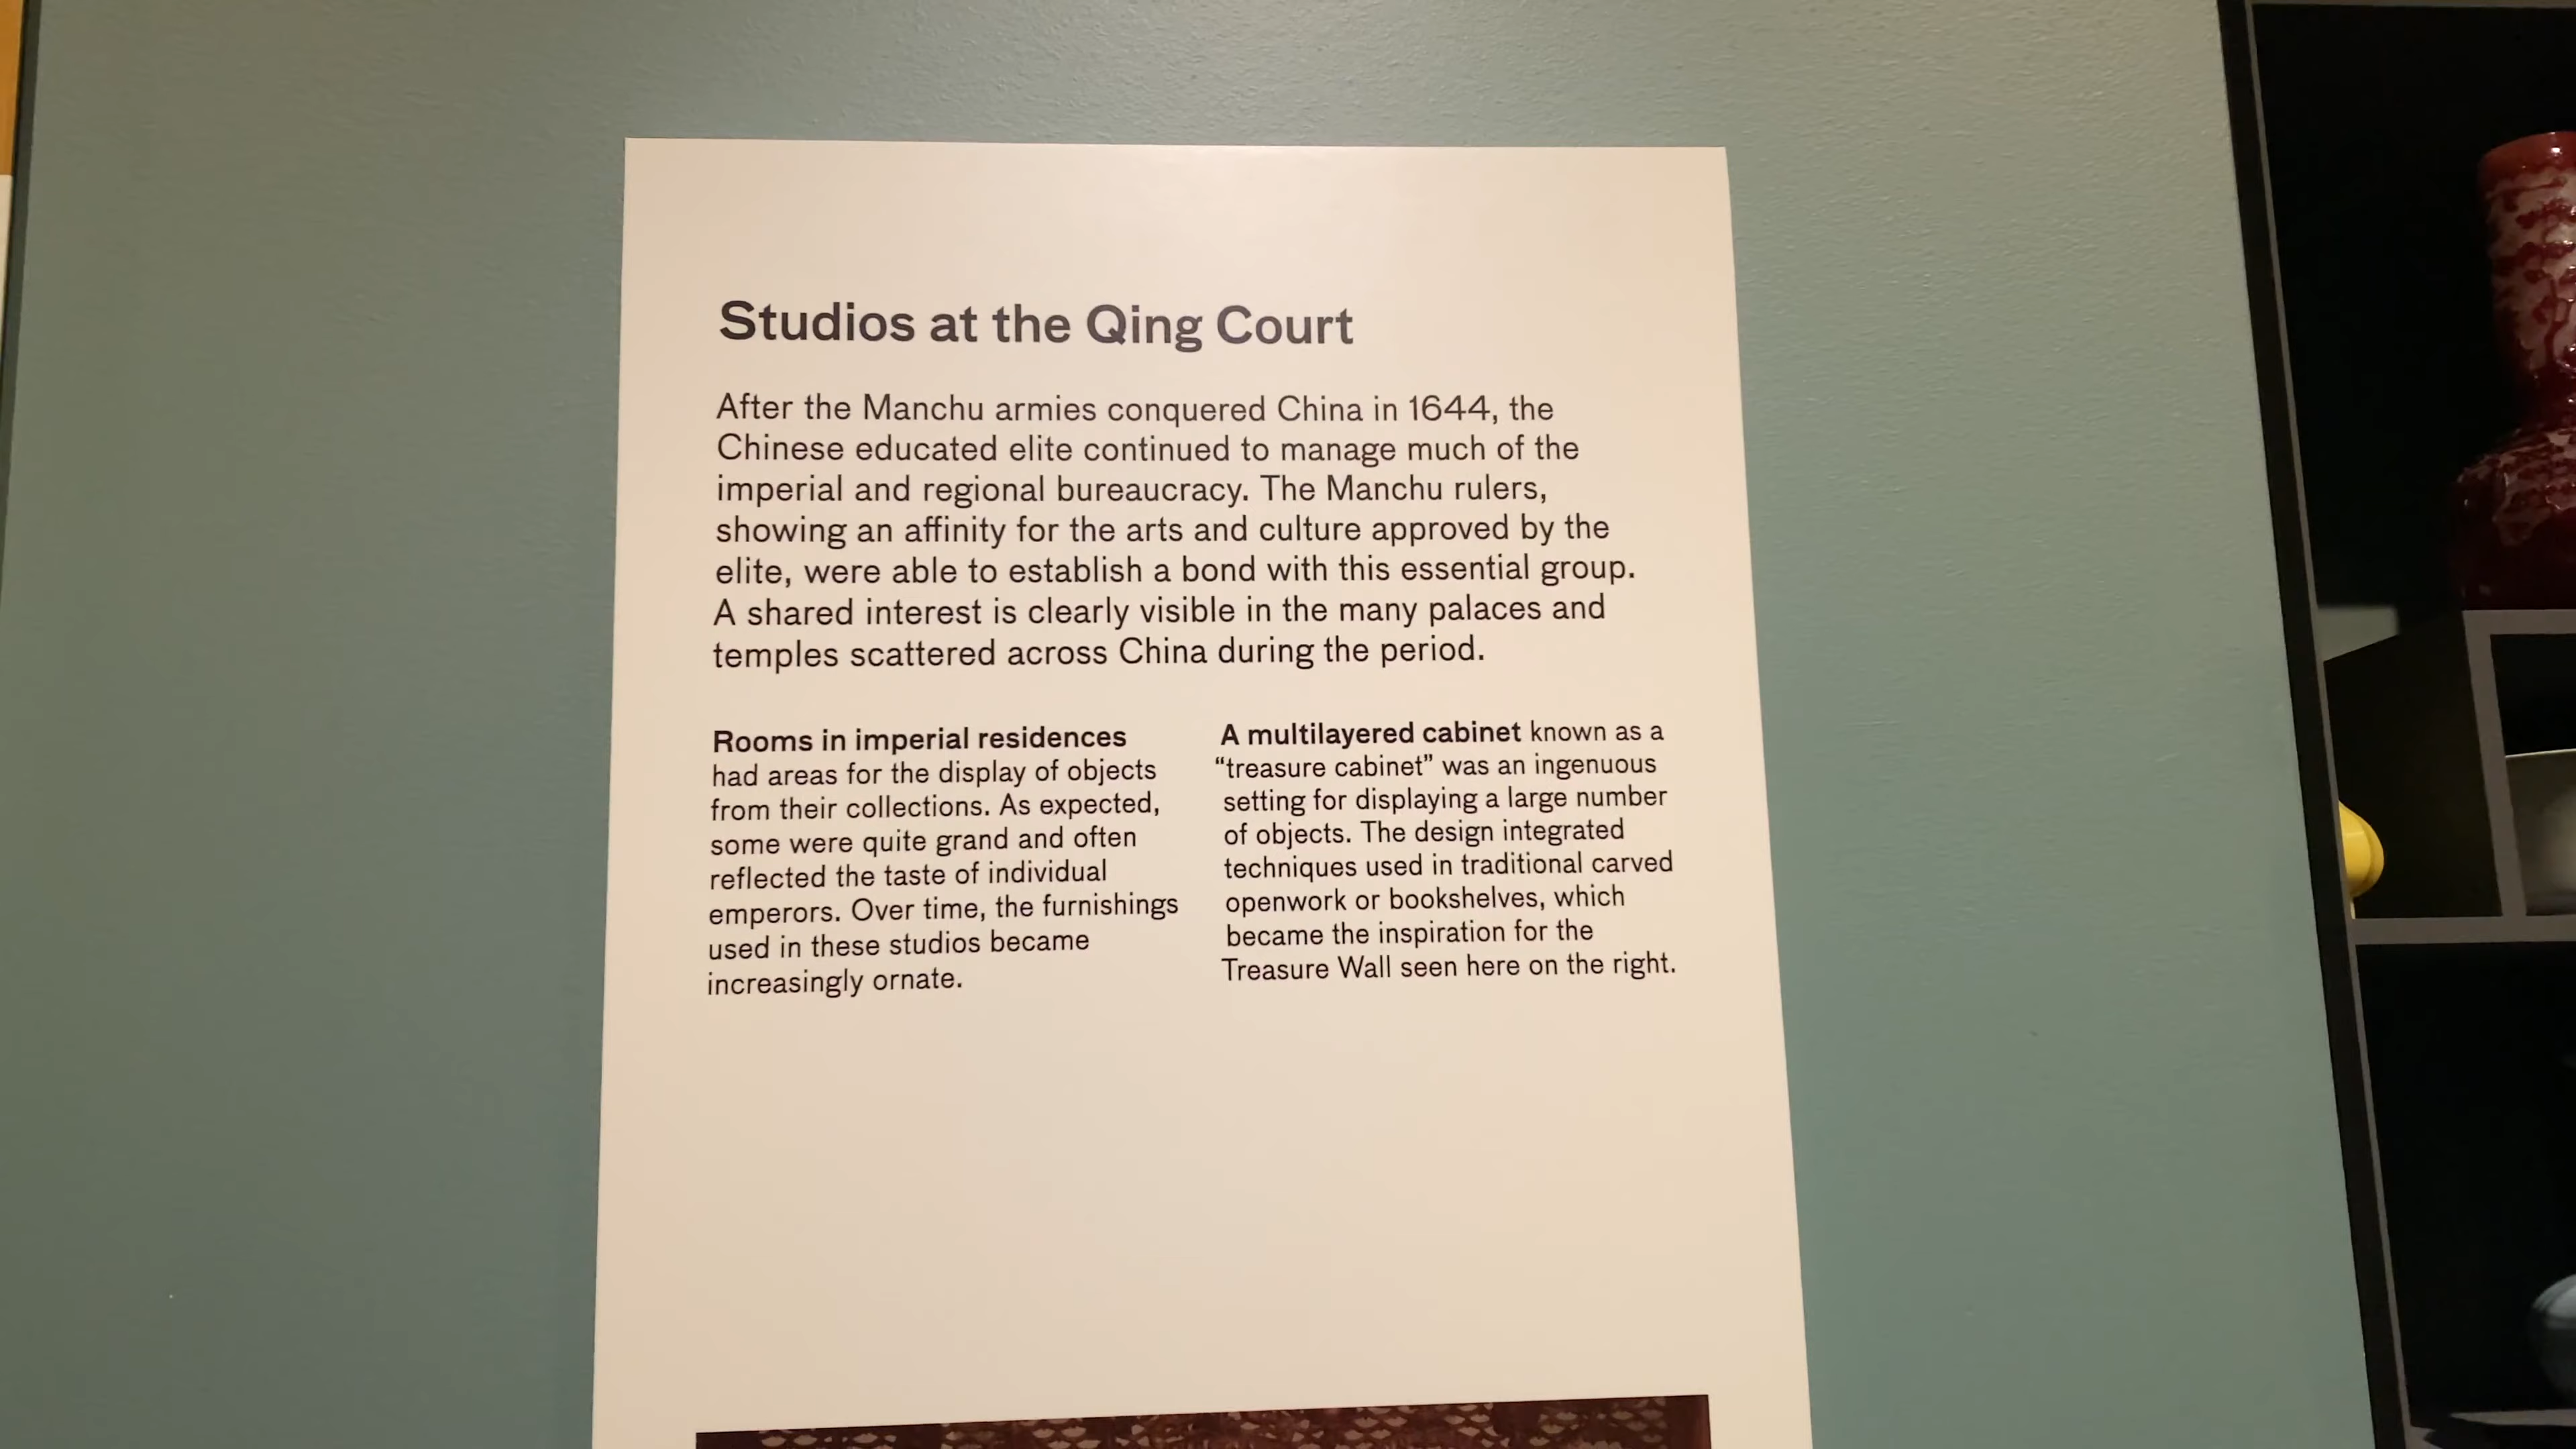 Studios at the Qing Court
After the Manchu armies conquered China in 1644, the
Chinese educated elite continued to manage much of the
imperial and regional bureaucracy. The Manchu rulers,
showing an affinity for the arts and culture approved by the
elite, were able to establish a bond with this essential group.
A shared interest is clearly visible in the many palaces and
temples scattered across China during the period.
Rooms in imperial residences
had areas for the display of objects
from their collections. As expected,
some were quite grand and often
reflected the taste of individual
emperors. Over time, the furnishings
used in these studios became
increasingly ornate.
A multilayered cabinet known as a
“treasure cabinet” was an ingenuous
setting for displaying a large number
of objects. The design integrated
techniques used in traditional carved
openwork or bookshelves, which
became the inspiration for the
Treasure Wall seen here on the right.